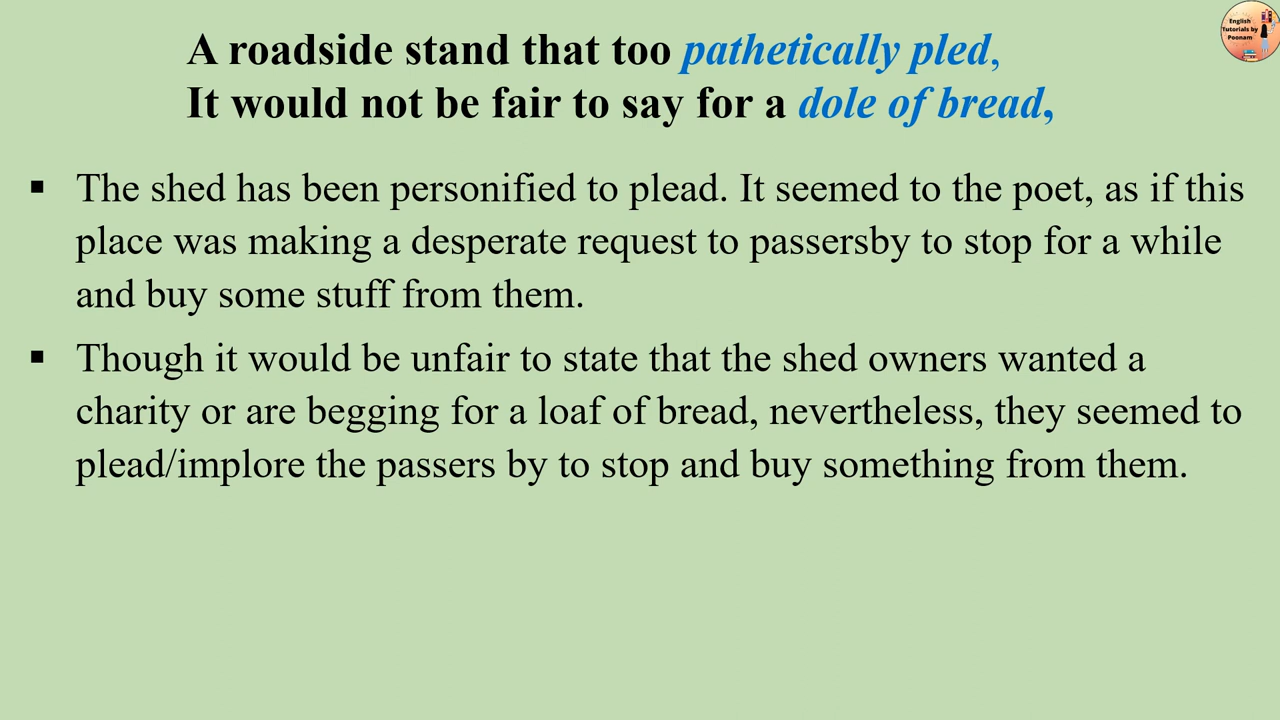 A roadside stand that too pathetically pled,
It would not be fair to say for a dole of bread,
English
Tutorials by
Poonam
▪ The shed has been personified to plead. It seemed to the poet, as if this
place was making a desperate request to passersby to stop for a while
and buy some stuff from them.
▪ Though it would be unfair to state that the shed owners wanted a
charity or are begging for a loaf of bread, nevertheless, they seemed to
plead/implore the passers by to stop and buy something from them.